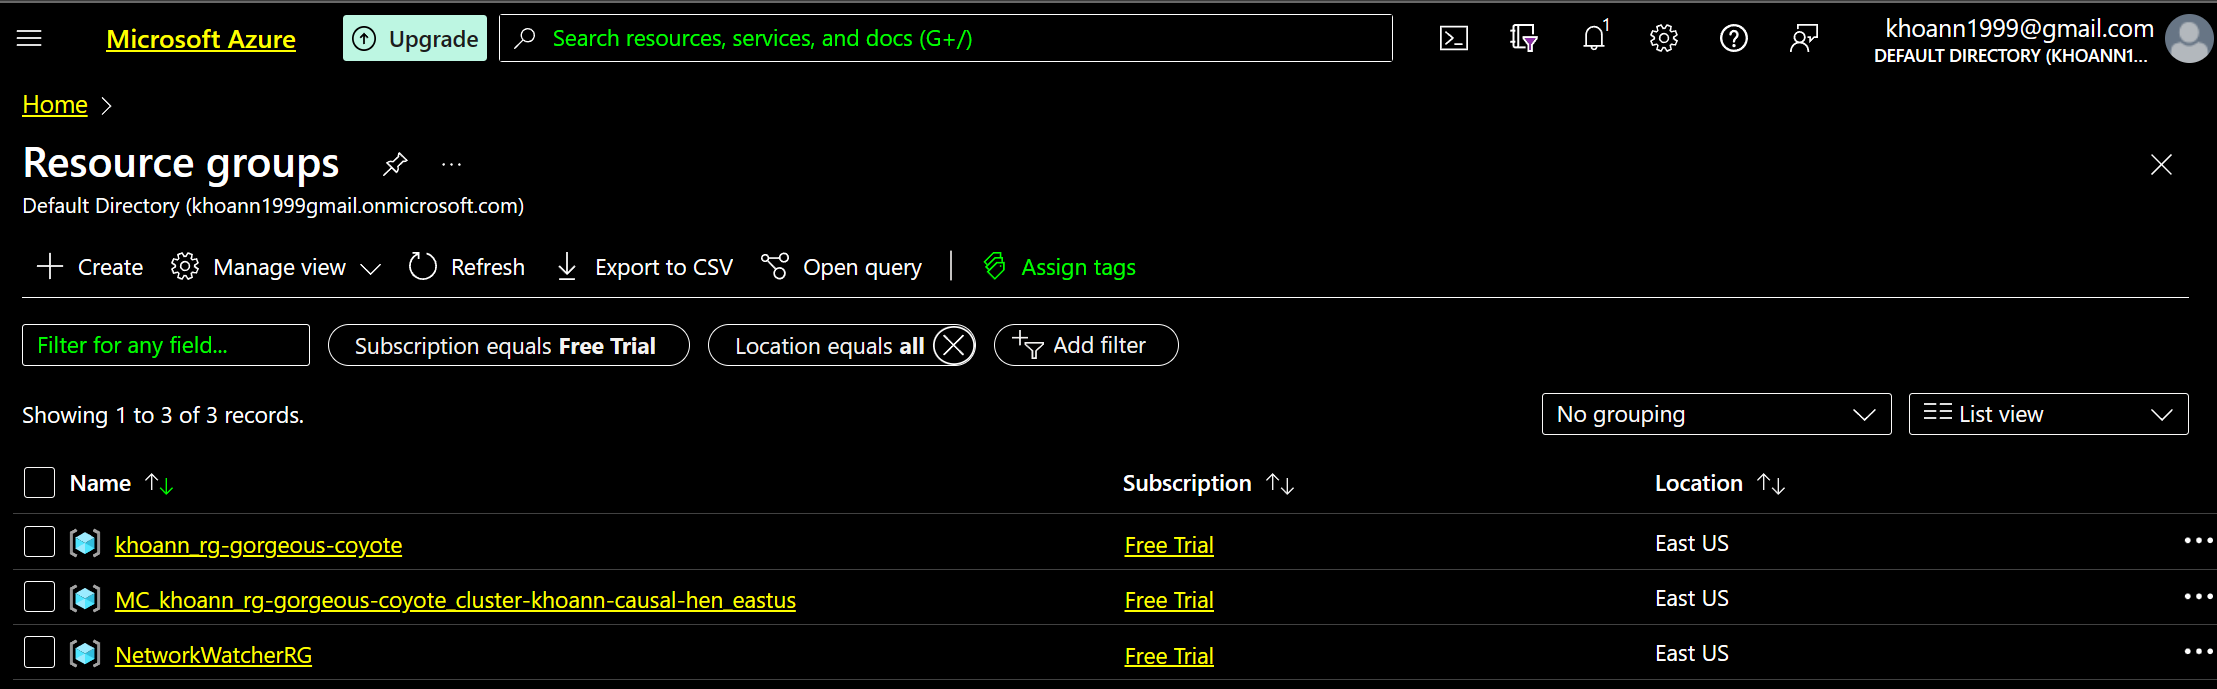 Microsoft Azure
Upgrade
Search resources, services, and docs (G+/)
1
khoann1999@gmail.com
DEFAULT DIRECTORY (KHOANN1...
Home
Resource groups
Default Directory (khoann1999gmail.onmicrosoft.com)
Create
Manage view
Refresh
Export to CSV
Open query
Assign tags
Filter for any field...
Subscription equals Free Trial
Location equals all
Add filter
Showing 1 to 3 of 3 records.
No grouping
List view
Name
Subscription
Location
khoann_rg-gorgeous-coyote
Free Trial
East US
MC_khoann_rg-gorgeous-coyote_cluster-khoann-causal-hen_eastus
Free Trial
East US
NetworkWatcherRG
Free Trial
East US